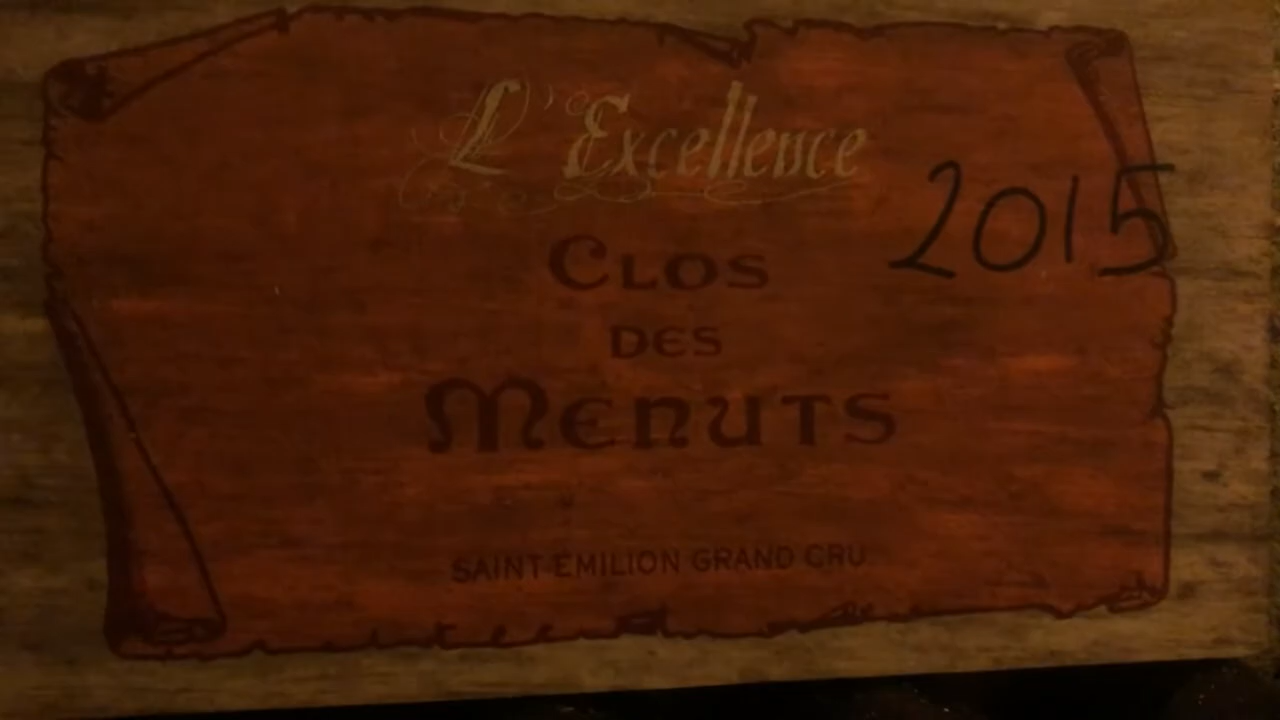 L'Excellence
2015
CLOS
DES
MENUTS
SAINT-EMILION GRAND CRU